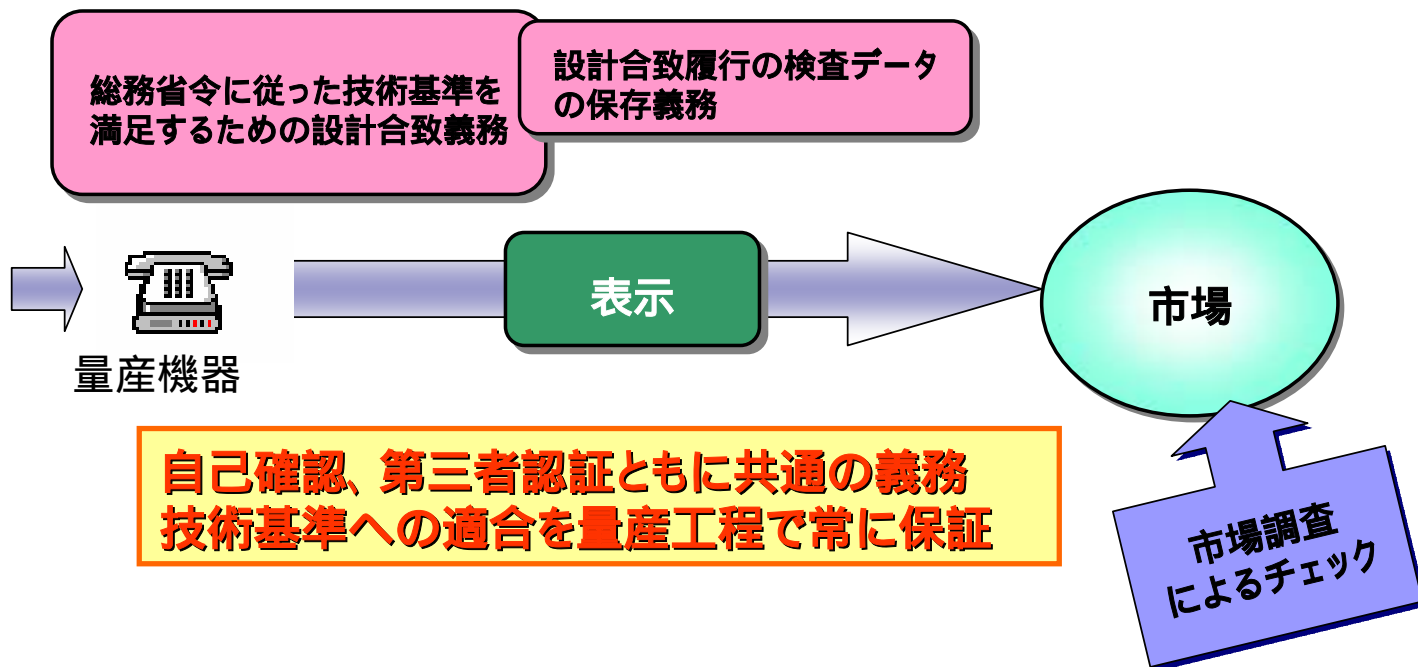 総務省令に従った技術基準を
満足するための設計合致義務
設計合致履行の検査データ
の保存義務
量産機器
表示
市場
自己確認、第三者認証ともに共通の義務
技術基準への適合を量産工程で常に保証
市場調査
によるチェック